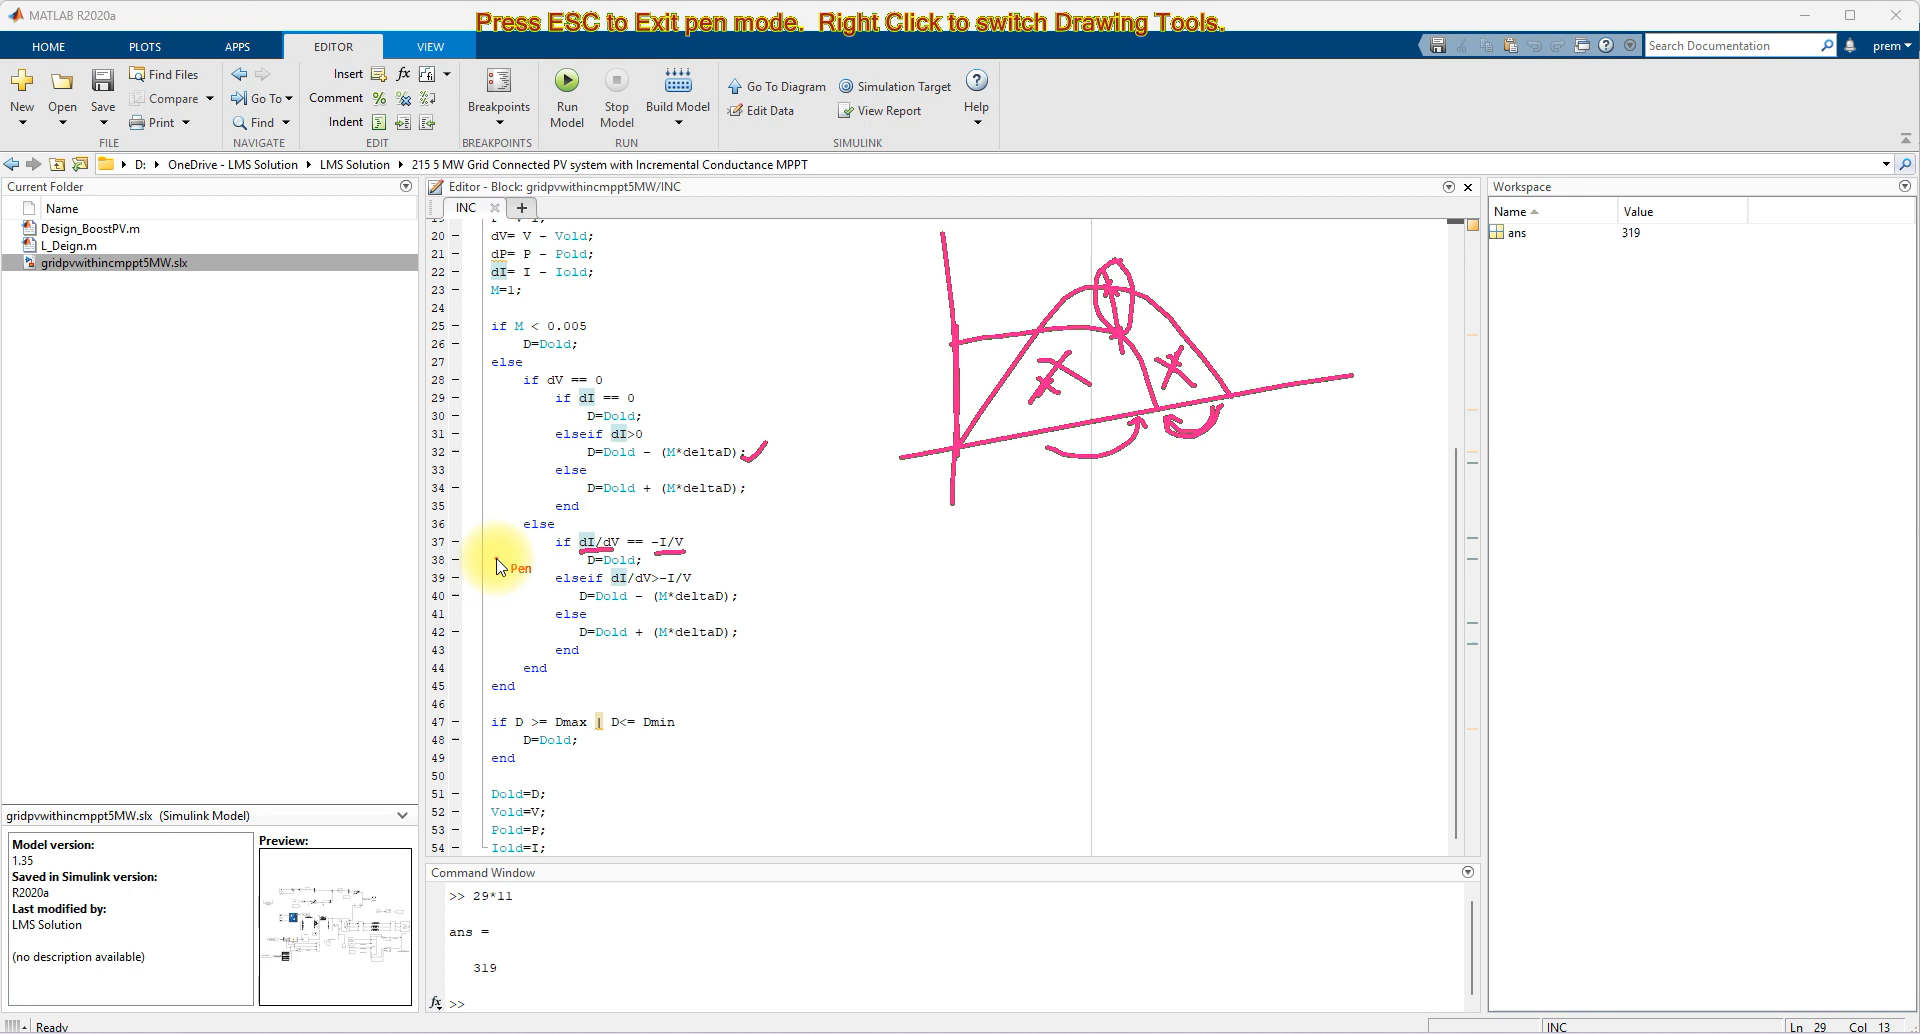 MATLAB R2020a
Press ESC to Exit pen mode. Right Click to switch Drawing Tools.
HOME PLOTS APPS EDITOR VIEW
Search Documentation
prem
New Open Save
Find Files
Compare
Print
FILE
Go To
Find
NAVIGATE
Insert
Comment
Indent
EDIT
Breakpoints
BREAKPOINTS
Run Model
Stop Model
Build Model
RUN
Go To Diagram
Edit Data
Simulation Target
View Report
Help
SIMULINK
D: OneDrive - LMS Solution LMS Solution 215 5 MW Grid Connected PV system with Incremental Conductance MPPT
Current Folder
Name
Design_BoostPV.m
L_Deign.m
gridpvwithincmppt5MW.slx
Editor - Block: gridpvwithincmppt5MW/INC
INC
20 - dV= V - Vold;
21 - dP= P - Pold;
22 - dI= I - Iold;
23 - M=1;
24
25 - if M < 0.005
26 - D=Dold;
27 else
28 - if dV == 0
29 - if dI == 0
30 - D=Dold;
31 - elseif dI>0
32 - D=Dold - (M*deltaD);
33 else
34 - D=Dold + (M*deltaD);
35 end
36 else
37 - if dI/dV == -I/V
38 - D=Dold;
39 - elseif dI/dV>-I/V
40 - D=Dold - (M*deltaD);
41 else
42 - D=Dold + (M*deltaD);
43 end
44 end
45 end
46
47 - if D >= Dmax | D<= Dmin
48 - D=Dold;
49 end
50
51 - Dold=D;
52 - Vold=V;
53 - Pold=P;
54 - Iold=I;
Pen
Workspace
Name Value
ans 319
gridpvwithincmppt5MW.slx (Simulink Model)
Model version:
1.35
Saved in Simulink version:
R2020a
Last modified by:
LMS Solution
(no description available)
Preview:
Command Window
>> 29*11
ans =
319
fx >>
Ready
INC
Ln 29 Col 13